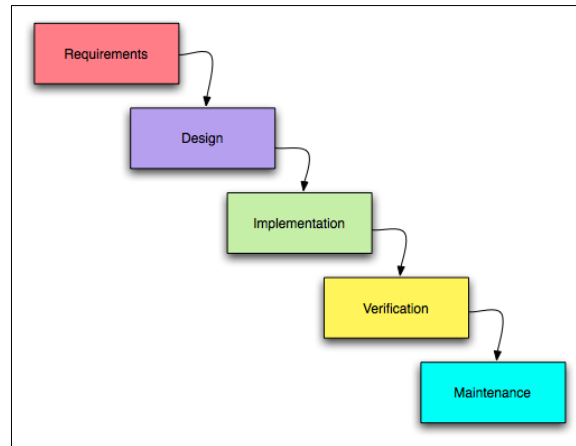 Requirements
Design
Implementation
Verification
Maintenance